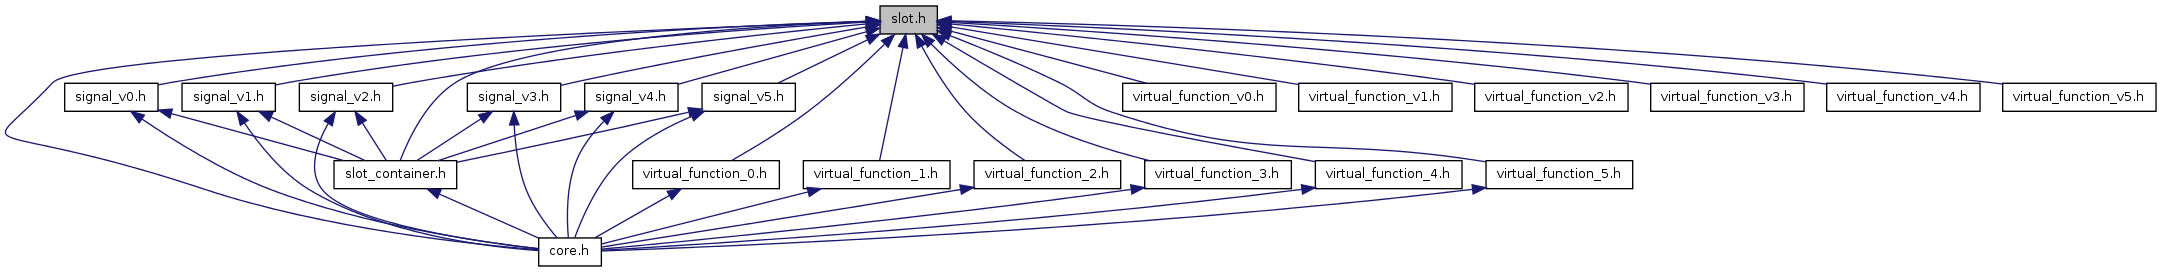 slot.h
signal_v0.h
signal_v1.h
signal_v2.h
signal_v3.h
signal_v4.h
signal_v5.h
virtual_function_v0.h
virtual_function_v1.h
virtual_function_v2.h
virtual_function_v3.h
virtual_function_v4.h
virtual_function_v5.h
slot_container.h
virtual_function_0.h
virtual_function_1.h
virtual_function_2.h
virtual_function_3.h
virtual_function_4.h
virtual_function_5.h
core.h